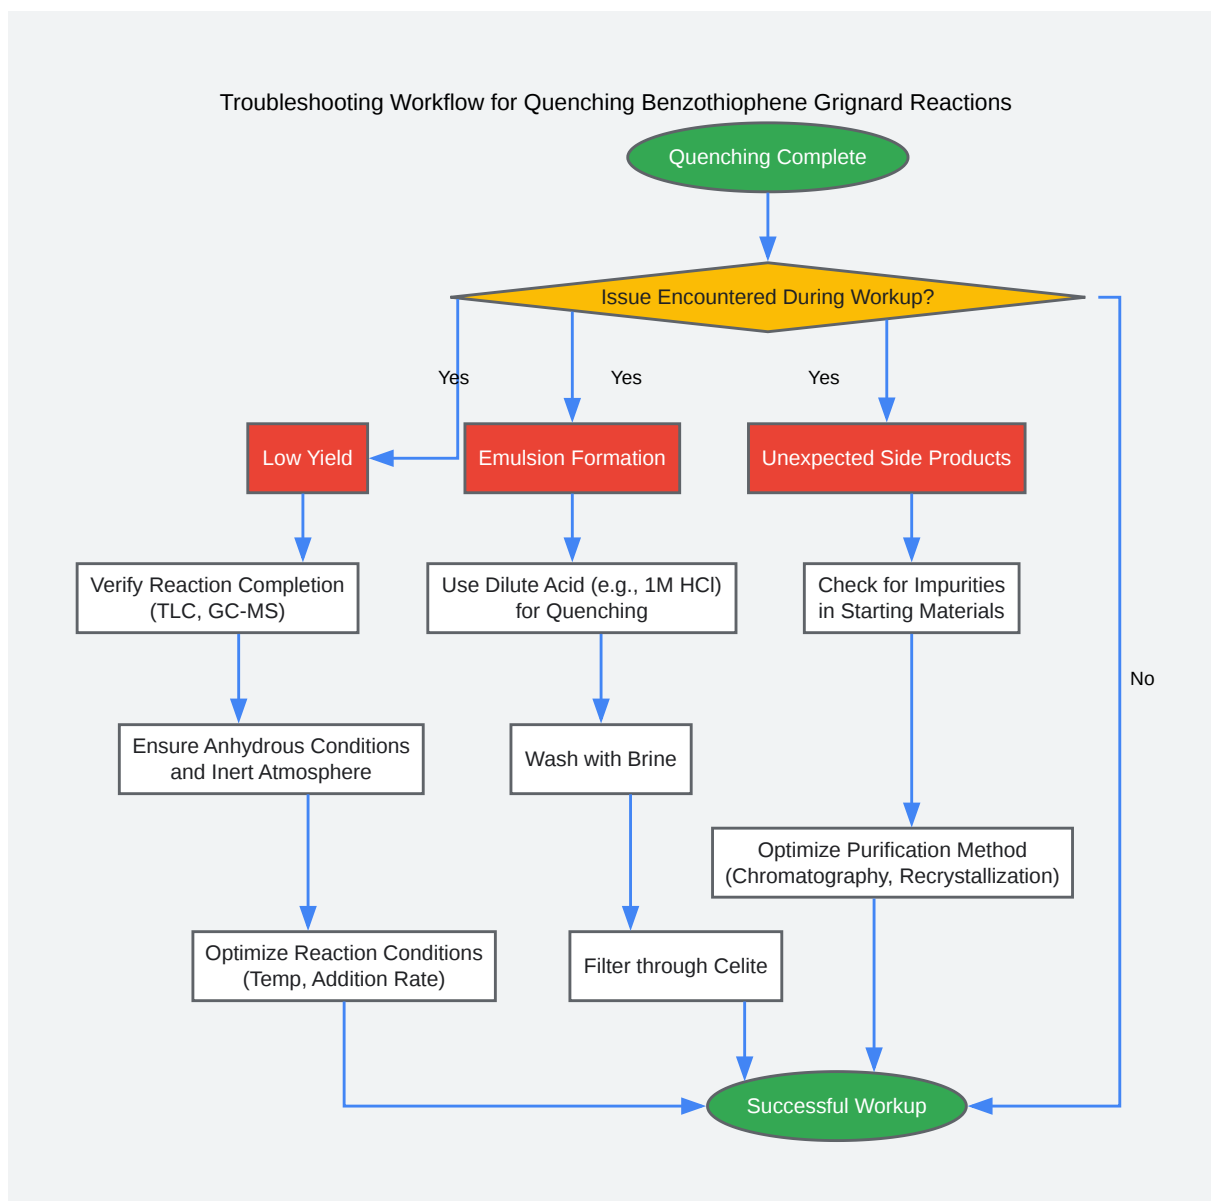 Troubleshooting Workflow for Quenching Benzothiophene Grignard Reactions
Quenching Complete
Issue Encountered During Workup?
Yes
Yes
Yes
Low Yield
Emulsion Formation
Unexpected Side Products
Verify Reaction Completion
(TLC, GC-MS)
Use Dilute Acid (e.g., 1M HCl)
for Quenching
Check for Impurities
in Starting Materials
No
Ensure Anhydrous Conditions
and Inert Atmosphere
Wash with Brine
Optimize Purification Method
(Chromatography, Recrystallization)
Optimize Reaction Conditions
(Temp, Addition Rate)
Filter through Celite
Successful Workup